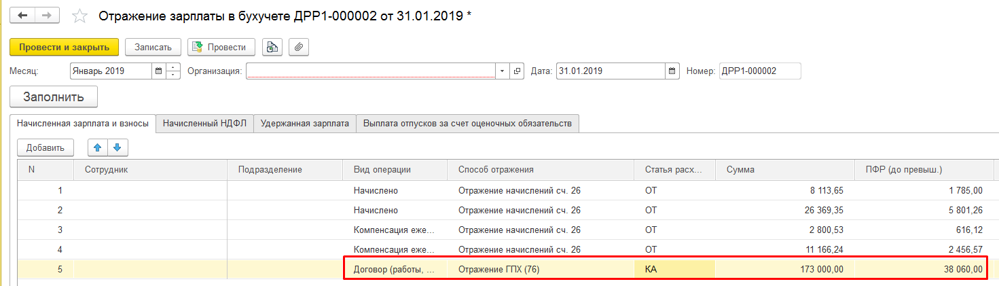 Отражение зарплаты в бухучете ДРР1-000002 от 31.01.2019 *
Провести и закрыть Записать Провести
Месяц: Январь 2019 Организация: Дата: 31.01.2019 Номер: ДРР1-000002
Заполнить
Начисленная зарплата и взносы Начисленный НДФЛ Удержанная зарплата Выплата отпусков за счет оценочных обязательств
Добавить
N Сотрудник Подразделение Вид операции Способ отражения Статья расх... Сумма ПФР (до превыш.)
1 Начислено Отражение начислений сч. 26 ОТ 8 113,65 1 785,00
2 Начислено Отражение начислений сч. 26 ОТ 26 369,35 5 801,26
3 Компенсация еже... Отражение начислений сч. 26 ОТ 2 800,53 616,12
4 Компенсация еже... Отражение начислений сч. 26 ОТ 11 166,24 2 456,57
5 Договор (работы, ... Отражение ГПХ (76) КА 173 000,00 38 060,00